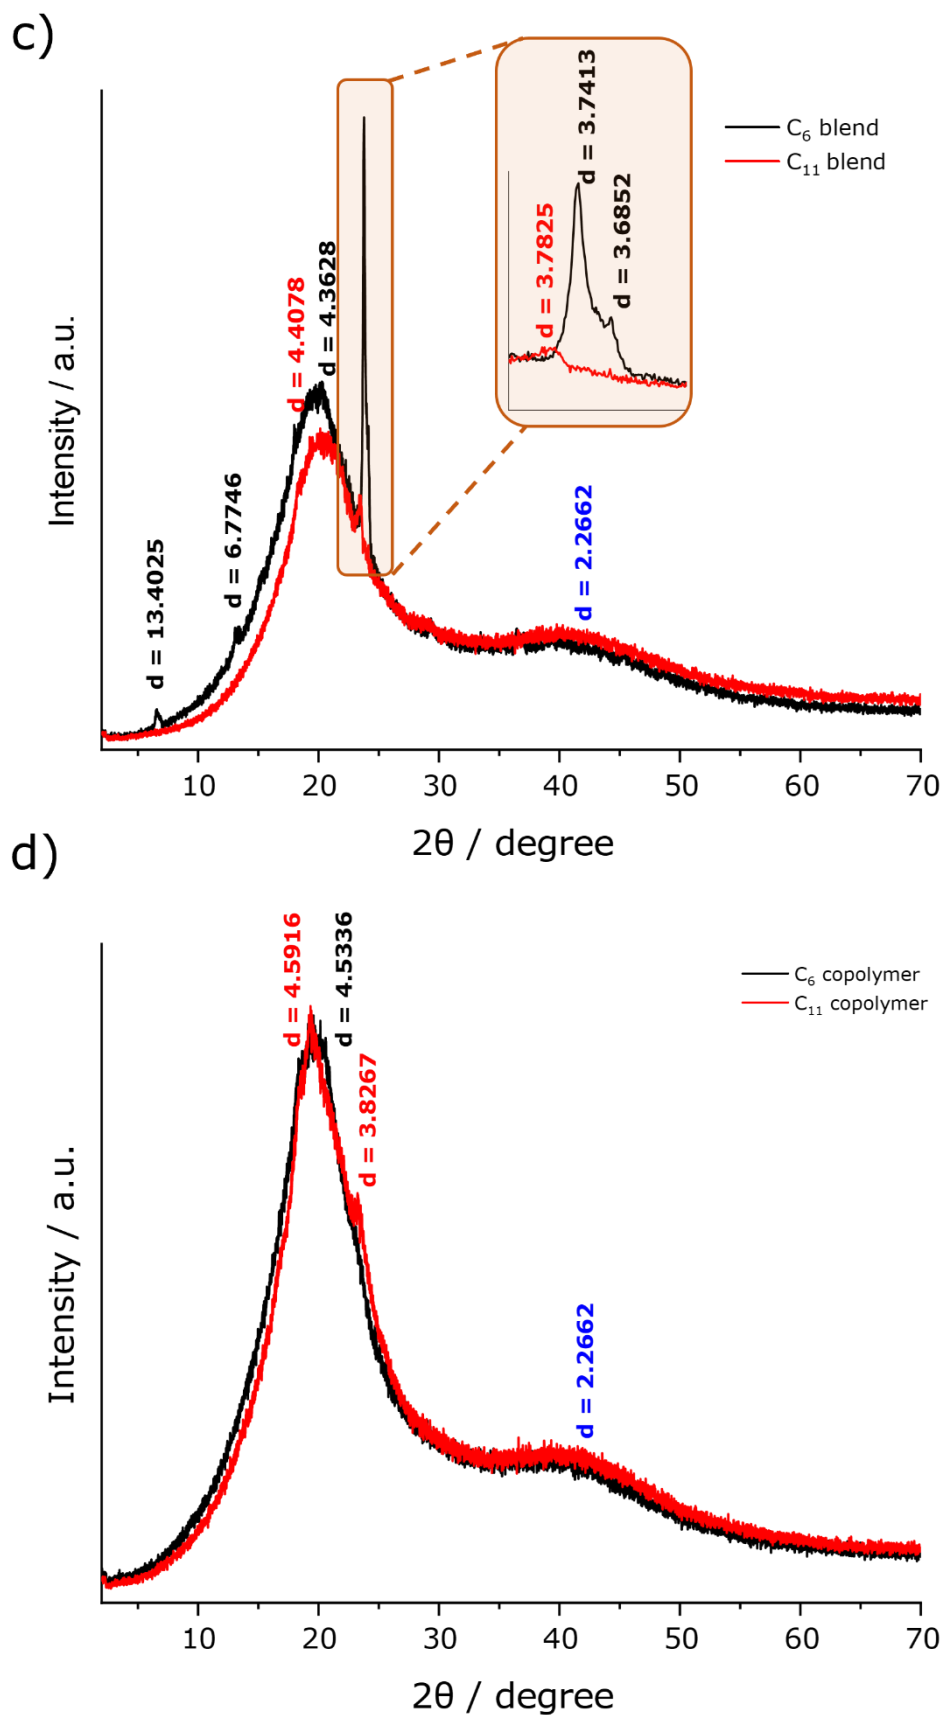 c)
d = 3.7413
C₆ blend
C₁₁ blend
d = 3.6852
d = 3.7825
d = 4.3628
d = 4.4078
d = 2.2662
d = 6.7746
d = 13.4025
Intensity / a.u.
10 20 30 40 50 60 70
2θ / degree
d)
d = 4.5916
d = 4.5336
C₆ copolymer
C₁₁ copolymer
d = 3.8267
d = 2.2662
Intensity / a.u.
10 20 30 40 50 60 70
2θ / degree